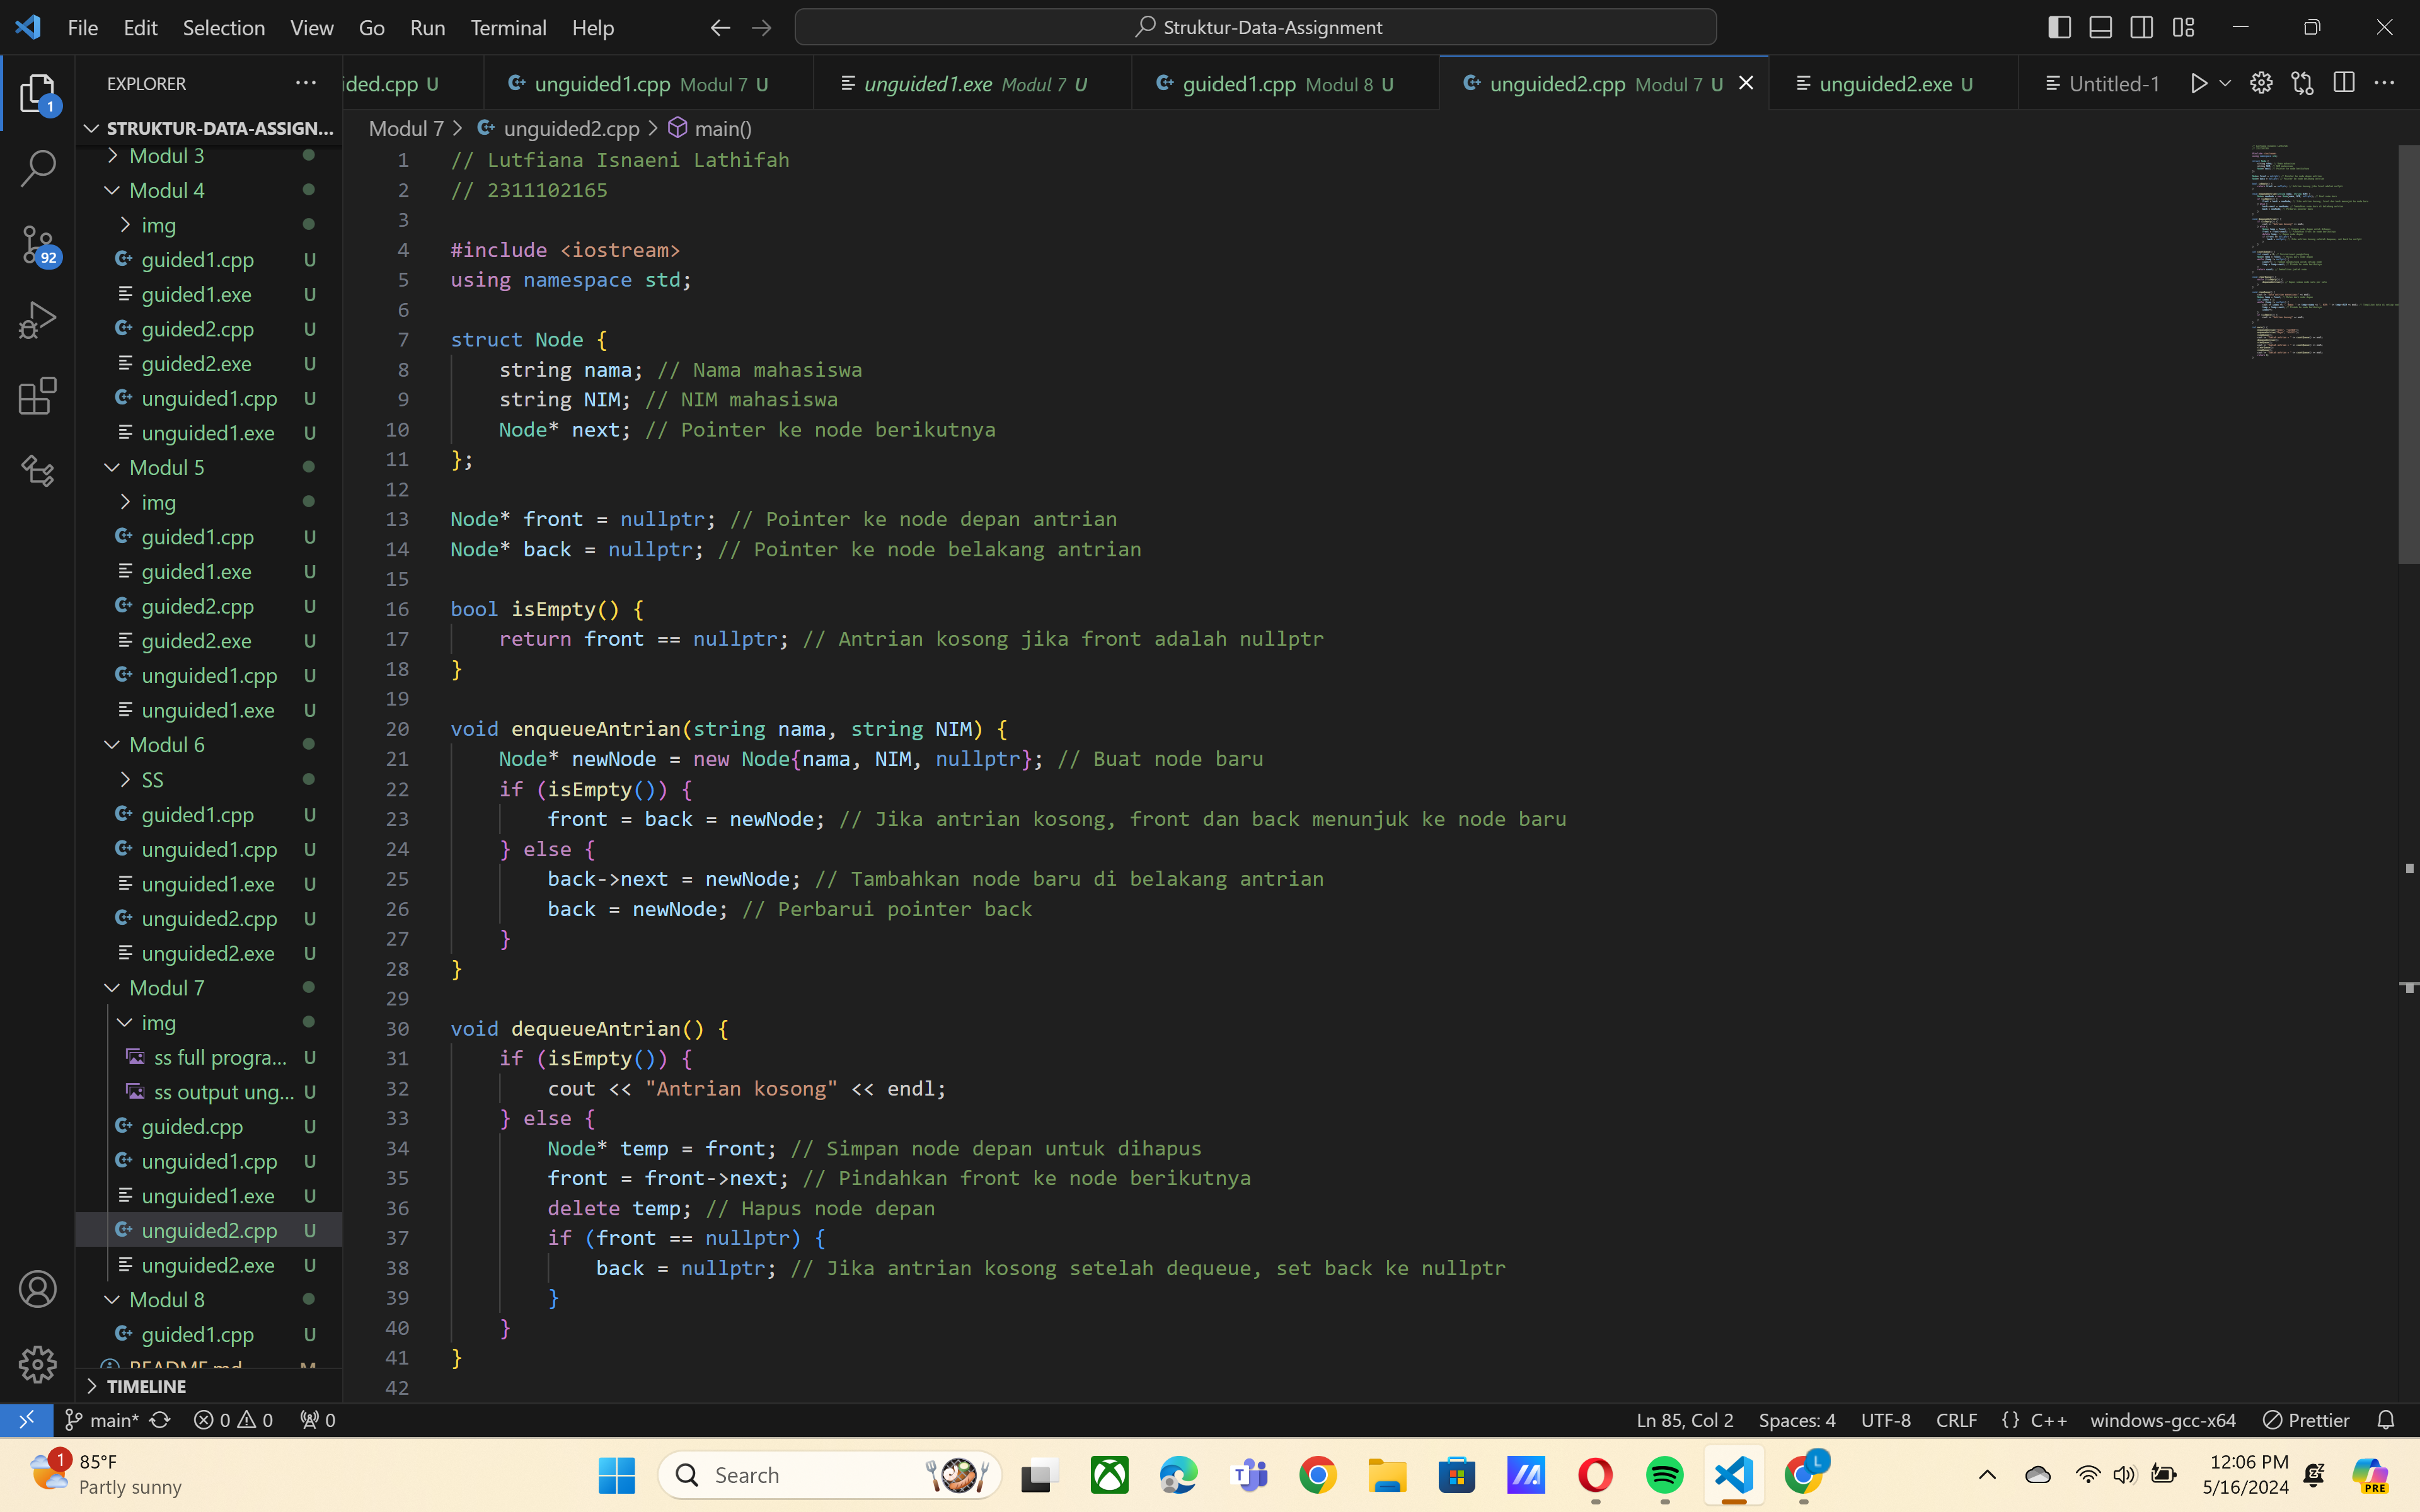 File Edit Selection View Go Run Terminal Help
Struktur-Data-Assignment
EXPLORER
ided.cpp U
unguided1.cpp Modul 7 U
unguided1.exe Modul 7 U
guided1.cpp Modul 8 U
unguided2.cpp Modul 7 U
unguided2.exe U
Untitled-1
STRUKTUR-DATA-ASSIGN...
Modul 7 > unguided2.cpp > main()
1
92
Modul 3
Modul 4
img
guided1.cpp U
guided1.exe U
guided2.cpp U
guided2.exe U
unguided1.cpp U
unguided1.exe U
Modul 5
img
guided1.cpp U
guided1.exe U
guided2.cpp U
guided2.exe U
unguided1.cpp U
unguided1.exe U
Modul 6
SS
guided1.cpp U
unguided1.cpp U
unguided1.exe U
unguided2.cpp U
unguided2.exe U
Modul 7
img
ss full progra... U
ss output ung... U
guided.cpp U
unguided1.cpp U
unguided1.exe U
unguided2.cpp U
unguided2.exe U
Modul 8
guided1.cpp U
README.md M
TIMELINE
1 // Lutfiana Isnaeni Lathifah
2 // 2311102165
3
4 #include <iostream>
5 using namespace std;
6
7 struct Node {
8 string nama; // Nama mahasiswa
9 string NIM; // NIM mahasiswa
10 Node* next; // Pointer ke node berikutnya
11 };
12
13 Node* front = nullptr; // Pointer ke node depan antrian
14 Node* back = nullptr; // Pointer ke node belakang antrian
15
16 bool isEmpty() {
17 return front == nullptr; // Antrian kosong jika front adalah nullptr
18 }
19
20 void enqueueAntrian(string nama, string NIM) {
21 Node* newNode = new Node{nama, NIM, nullptr}; // Buat node baru
22 if (isEmpty()) {
23 front = back = newNode; // Jika antrian kosong, front dan back menunjuk ke node baru
24 } else {
25 back->next = newNode; // Tambahkan node baru di belakang antrian
26 back = newNode; // Perbarui pointer back
27 }
28 }
29
30 void dequeueAntrian() {
31 if (isEmpty()) {
32 cout << "Antrian kosong" << endl;
33 } else {
34 Node* temp = front; // Simpan node depan untuk dihapus
35 front = front->next; // Pindahkan front ke node berikutnya
36 delete temp; // Hapus node depan
37 if (front == nullptr) {
38 back = nullptr; // Jika antrian kosong setelah dequeue, set back ke nullptr
39 }
40 }
41 }
42
main* 0 0 0
Ln 85, Col 2 Spaces: 4 UTF-8 CRLF {} C++ windows-gcc-x64 Prettier
1
85°F
Partly sunny
Search
L
12:06 PM
5/16/2024
PRE